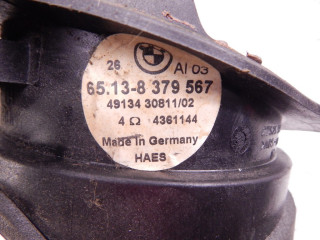 26 AI 03
65.13-8 379 567
49134 30811/02
4 Ω 4361144
Made in Germany
HAES